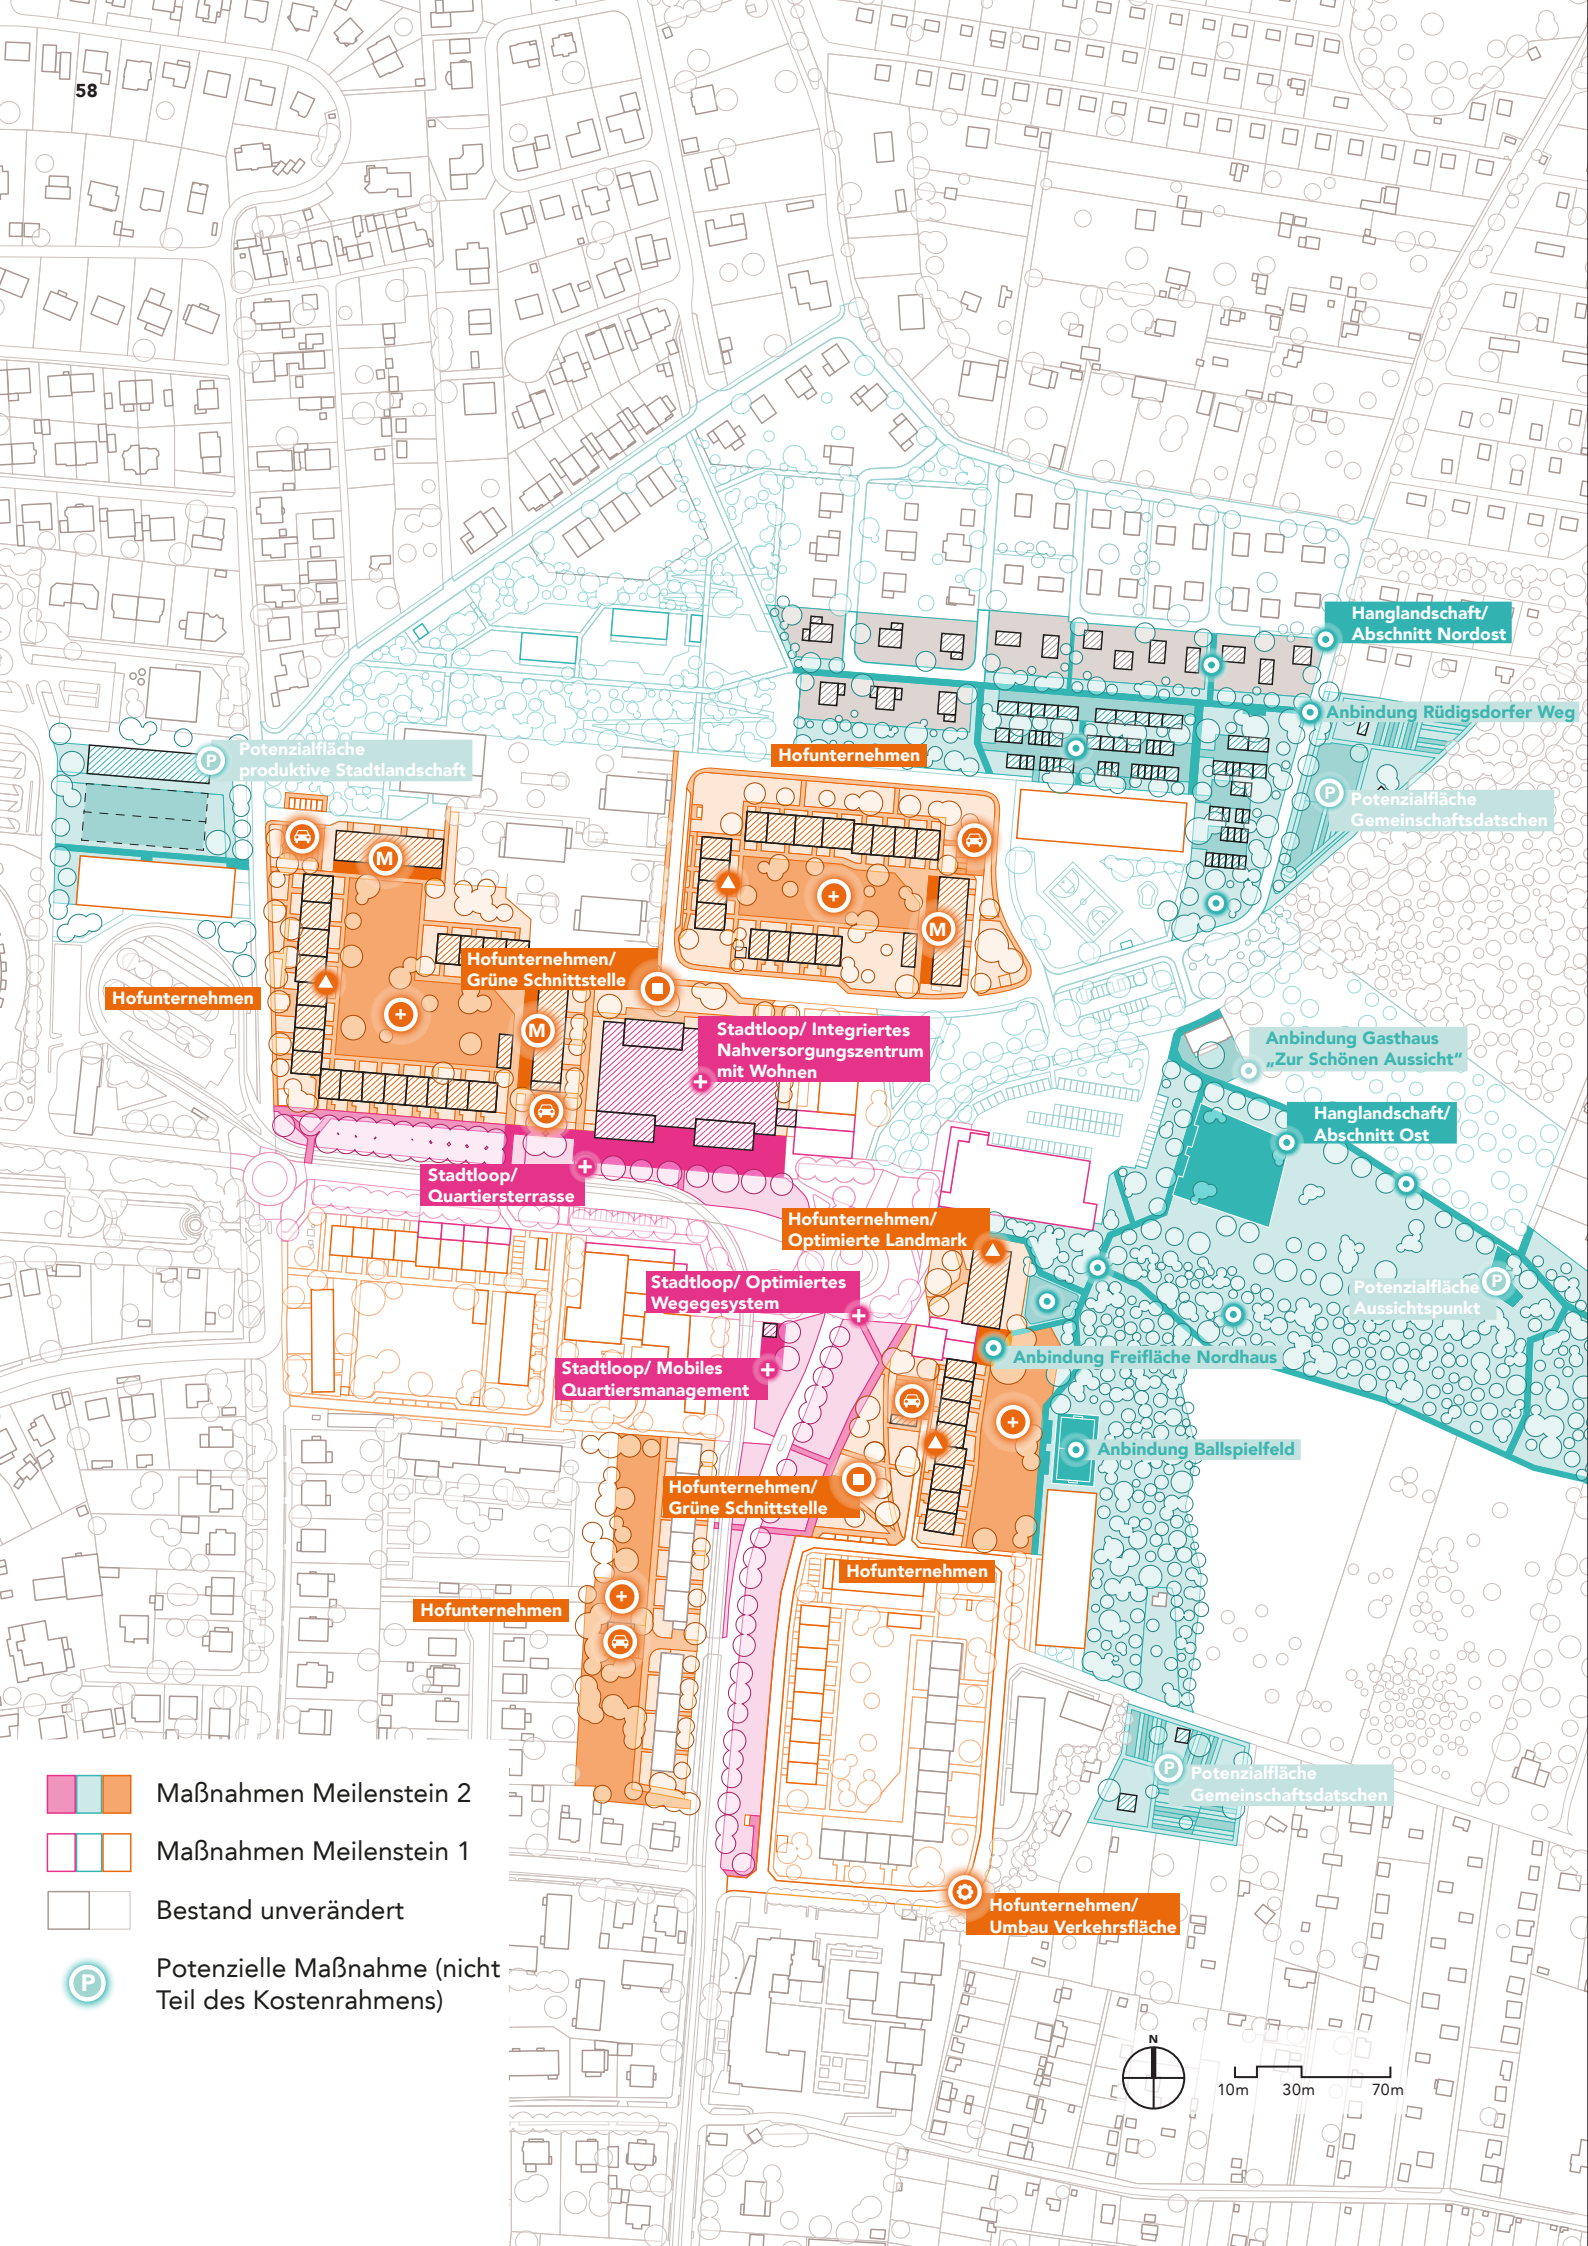 58
Hanglandschaft/
Abschnitt Nordost
Anbindung Rüdigsdorfer Weg
Potenzialfläche
produktive Stadtlandschaft
P
Hofunternehmen
P
Potenzialfläche
Gemeinschaftsdatschen
M
M
Hofunternehmen/
Grüne Schnittstelle
Hofunternehmen
M
Stadtloop/ Integriertes
Nahversorgungszentrum
mit Wohnen
Anbindung Gasthaus
„Zur Schönen Aussicht“
Hanglandschaft/
Abschnitt Ost
Stadtloop/
Quartiersterrasse
Hofunternehmen/
Optimierte Landmark
Stadtloop/ Optimiertes
Wegegesystem
Potenzialfläche
Aussichtspunkt
P
Anbindung Freifläche Nordhaus
Stadtloop/ Mobiles
Quartiersmanagement
Anbindung Ballspielfeld
Hofunternehmen/
Grüne Schnittstelle
Hofunternehmen
Hofunternehmen
P
Potenzialfläche
Gemeinschaftsdatschen
Maßnahmen Meilenstein 2
Maßnahmen Meilenstein 1
Bestand unverändert
P
Potenzielle Maßnahme (nicht
Teil des Kostenrahmens)
Hofunternehmen/
Umbau Verkehrsfläche
N
10m 30m 70m